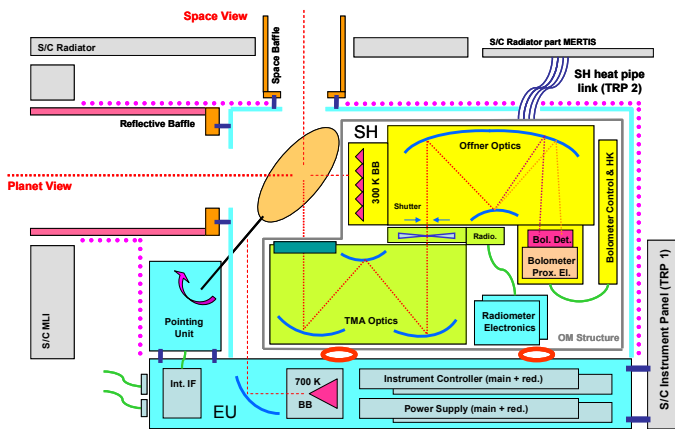 Space View
S/C Radiator
Space Baffle
S/C Radiator part MERTIS
SH heat pipe
link (TRP 2)
Reflective Baffle
SH
Offner Optics
300 K BB
Bolometer Control & HK
Planet View
Shutter
Radio.
Bol. Det.
Bolometer
Prox. El.
S/C MLI
Pointing
Unit
TMA Optics
Radiometer
Electronics
OM Structure
S/C Instrument Panel (TRP 1)
Int. IF
EU
700 K
BB
Instrument Controller (main + red.)
Power Supply (main + red.)